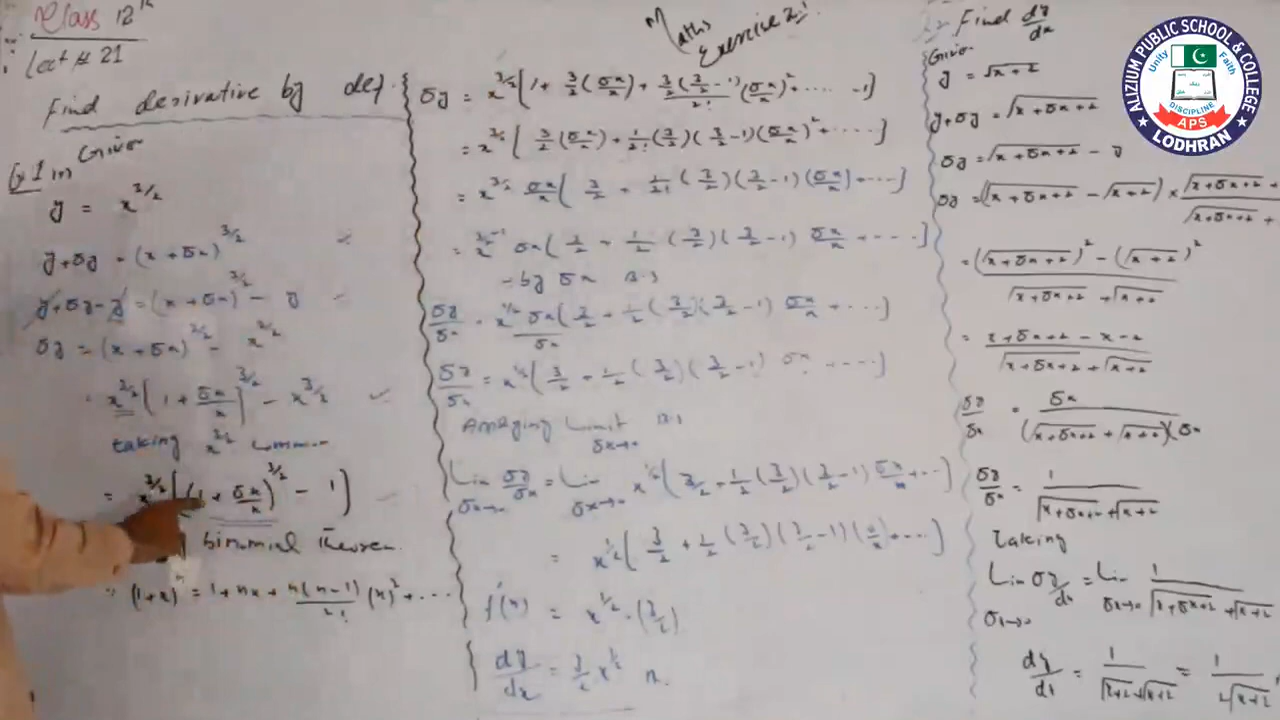 Class 12th
Lect # 21
Maths
Exercise 2.1
Find derivative by def.
Q.1 (i) Given
y = x^{3/2}
y+δy = (x+δx)^{3/2}
y+δy-y = (x+δx)^{3/2} - y
δy = (x+δx)^{3/2} - x^{3/2}
= x^{3/2}[1+δx/x]^{3/2} - x^{3/2}
taking x^{3/2} common
= x^{3/2}[(1+δx/x)^{3/2} - 1]
binomial theorem.
∴ (1+x)^n = 1+nx+n(n-1)/2! (x)^2+....
δy = x^{3/2}[1+3/2(δx/x)+3/2(3/2-1)/2! (δx/x)^2+.... -1]
= x^{3/2}[3/2(δx/x)+1/2!(3/2)(3/2-1)(δx/x)^2+....]
= x^{3/2} δx/x[3/2+1/2!(3/2)(3/2-1)(δx/x)+....]
= x^{3/2-1} δx[3/2+1/2(3/2)(3/2-1) δx/x+....]
÷ by δx B.S
δy/δx = x^{1/2} δx/δx[3/2+1/2(3/2)(3/2-1) δx/x+....]
δy/δx = x^{1/2}[3/2+1/2(3/2)(3/2-1) δx +....]
Applying Limit B.S
δx→0
Lim δx→0 δy/δx = Lim δx→0 x^{1/2}[3/2+1/2(3/2)(3/2-1) δx/x+...]
= x^{1/2}[3/2+1/2(3/2)(3/2-1)(0/x)+...]
f'(x) = x^{1/2}.(3/2)
dy/dx = 3/2 x^{1/2}
Find dy/dx
Given
y = √x+2
y+δy = √x+δx+2
δy = √x+δx+2 - y
δy = (√x+δx+2 - √x+2) × √x+δx+2 + / √x+δx+2 +
= (√x+δx+2)^2 - (√x+2)^2 / √x+δx+2 + √x+2
= x+δx+2-x-2 / √x+δx+2 + √x+2
δy/δx = δx / (√x+δx+2 + √x+2)δx
δy/δx = 1 / √x+δx+2 + √x+2
Taking
Lim δx→0 δy/δx = Lim δx→0 1 / √x+δx+2 + √x+2
dy/dx = 1 / √x+2 + √x+2 = 1 / 2√x+2
ALIZIUM PUBLIC SCHOOL & COLLEGE
Unity
Faith
DISCIPLINE
APS
LODHRAN